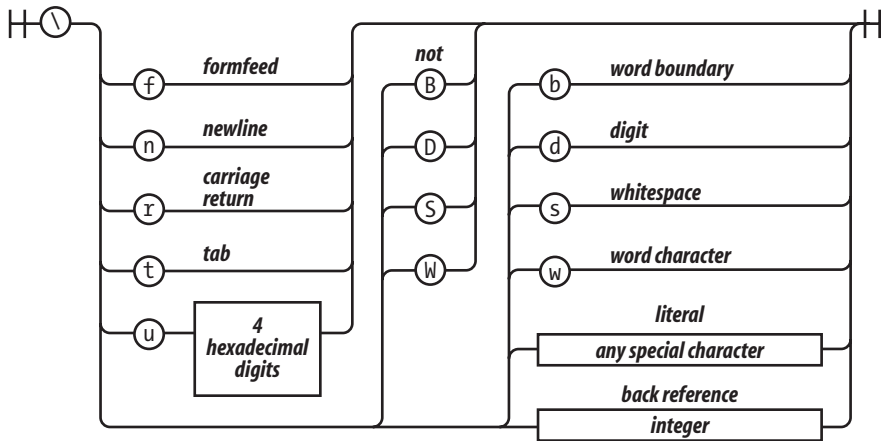 \
f formfeed
n newline
r carriage
return
t tab
u 4
hexadecimal
digits
not
B
D
S
W
b word boundary
d digit
s whitespace
w word character
literal
any special character
back reference
integer